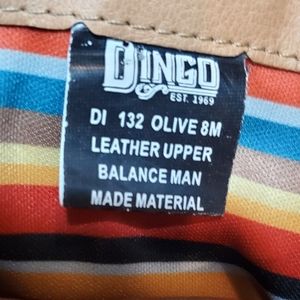 DINGO
EST. 1969
DI 132 OLIVE 8M
LEATHER UPPER
BALANCE MAN
MADE MATERIAL